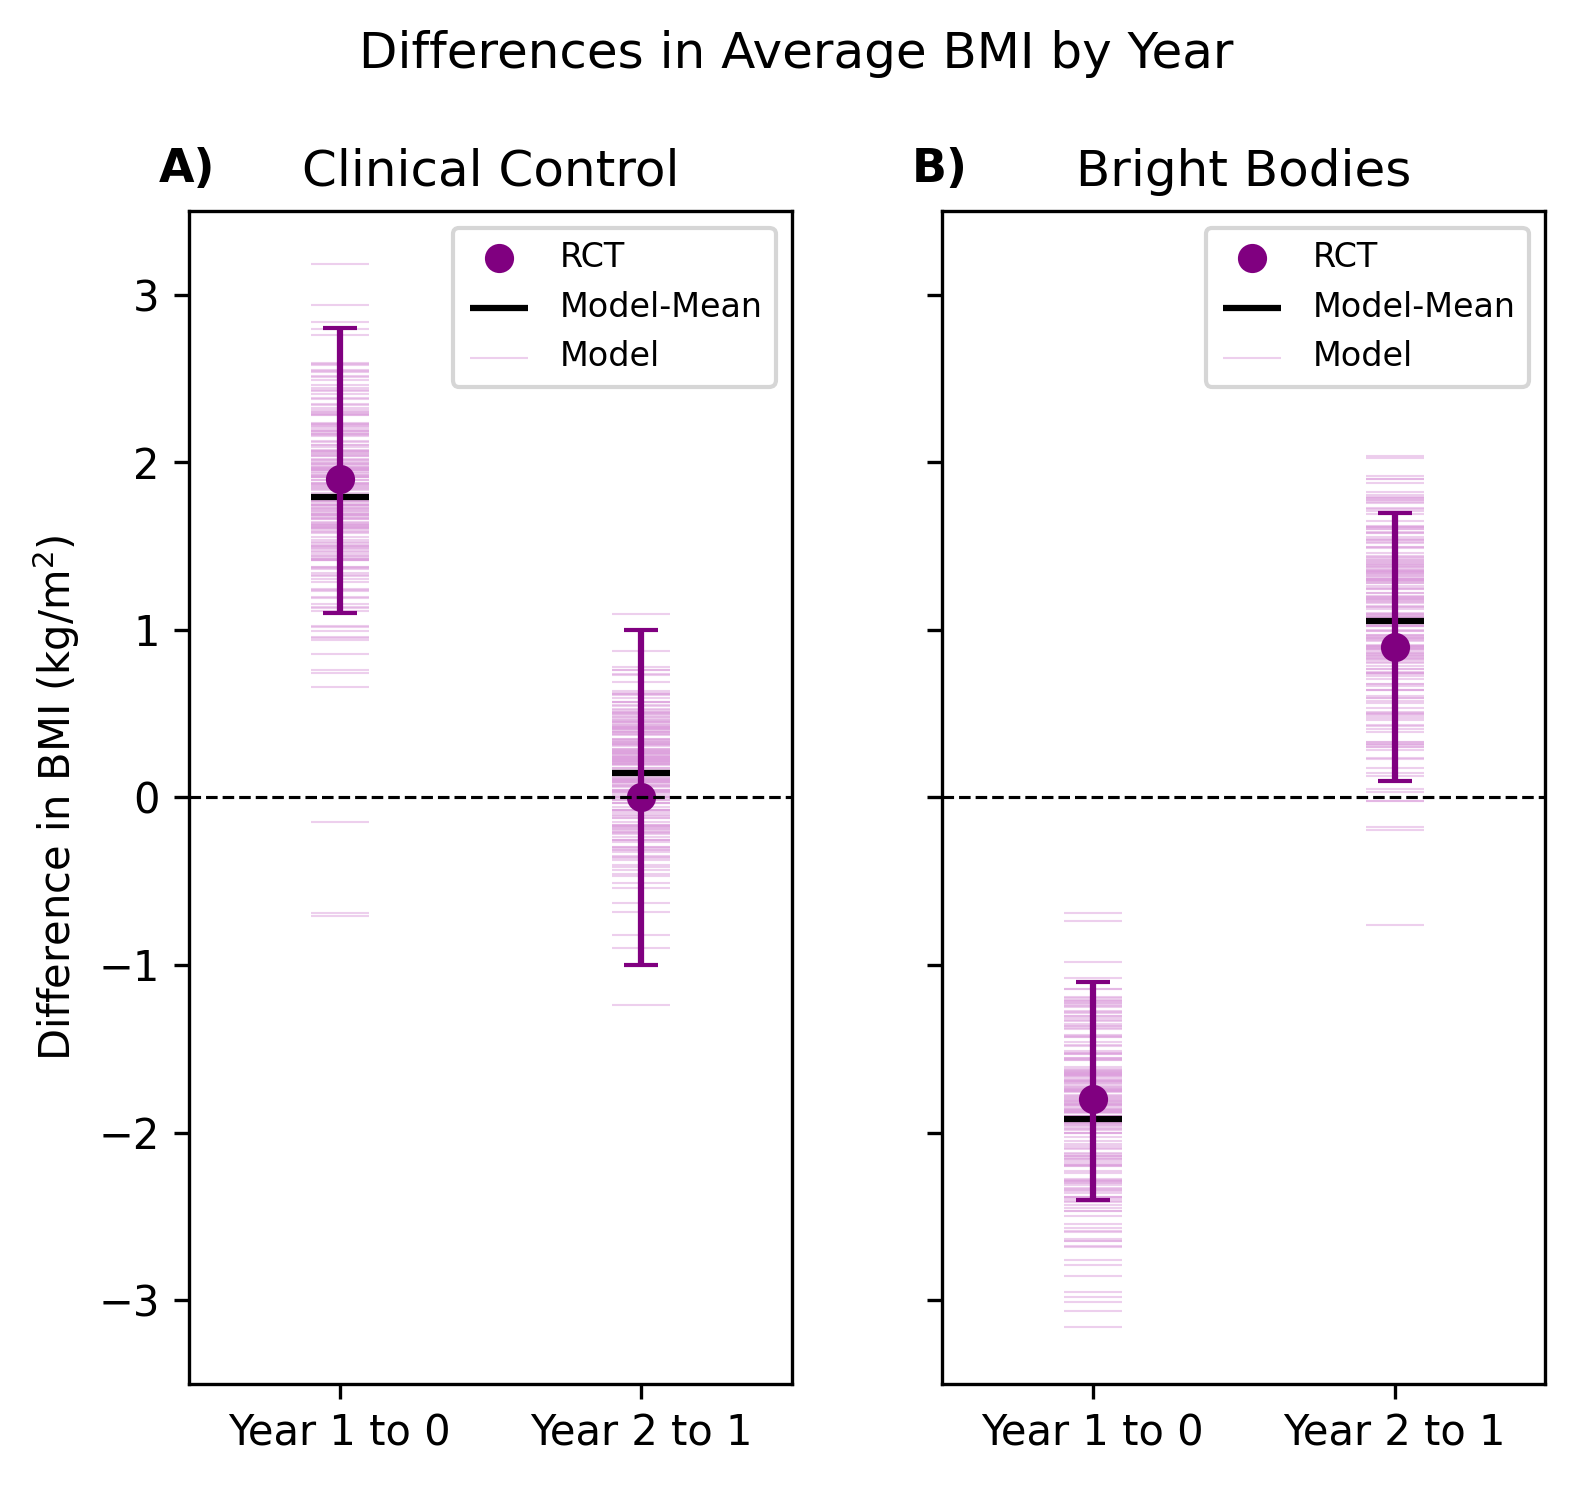 Differences in Average BMI by Year
A) Clinical Control
RCT
Model-Mean
Model
3
2
1
0
−1
−2
−3
Difference in BMI (kg/m²)
Year 1 to 0 Year 2 to 1
B) Bright Bodies
RCT
Model-Mean
Model
Year 1 to 0 Year 2 to 1